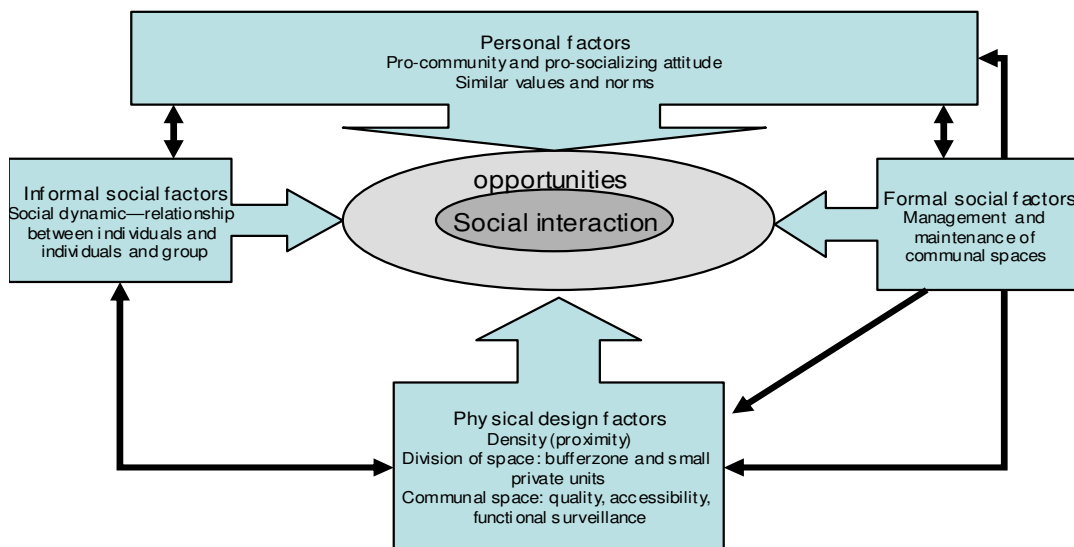 Personal factors
Pro-community and pro-socializing attitude
Similar values and norms
opportunities
Social interaction
Informal social factors
Social dynamic—relationship
between individuals and
individuals and group
Formal social factors
Management and
maintenance of
communal spaces
Physical design factors
Density (proximity)
Division of space: bufferzone and small
private units
Communal space: quality, accessibility,
functional surveillance